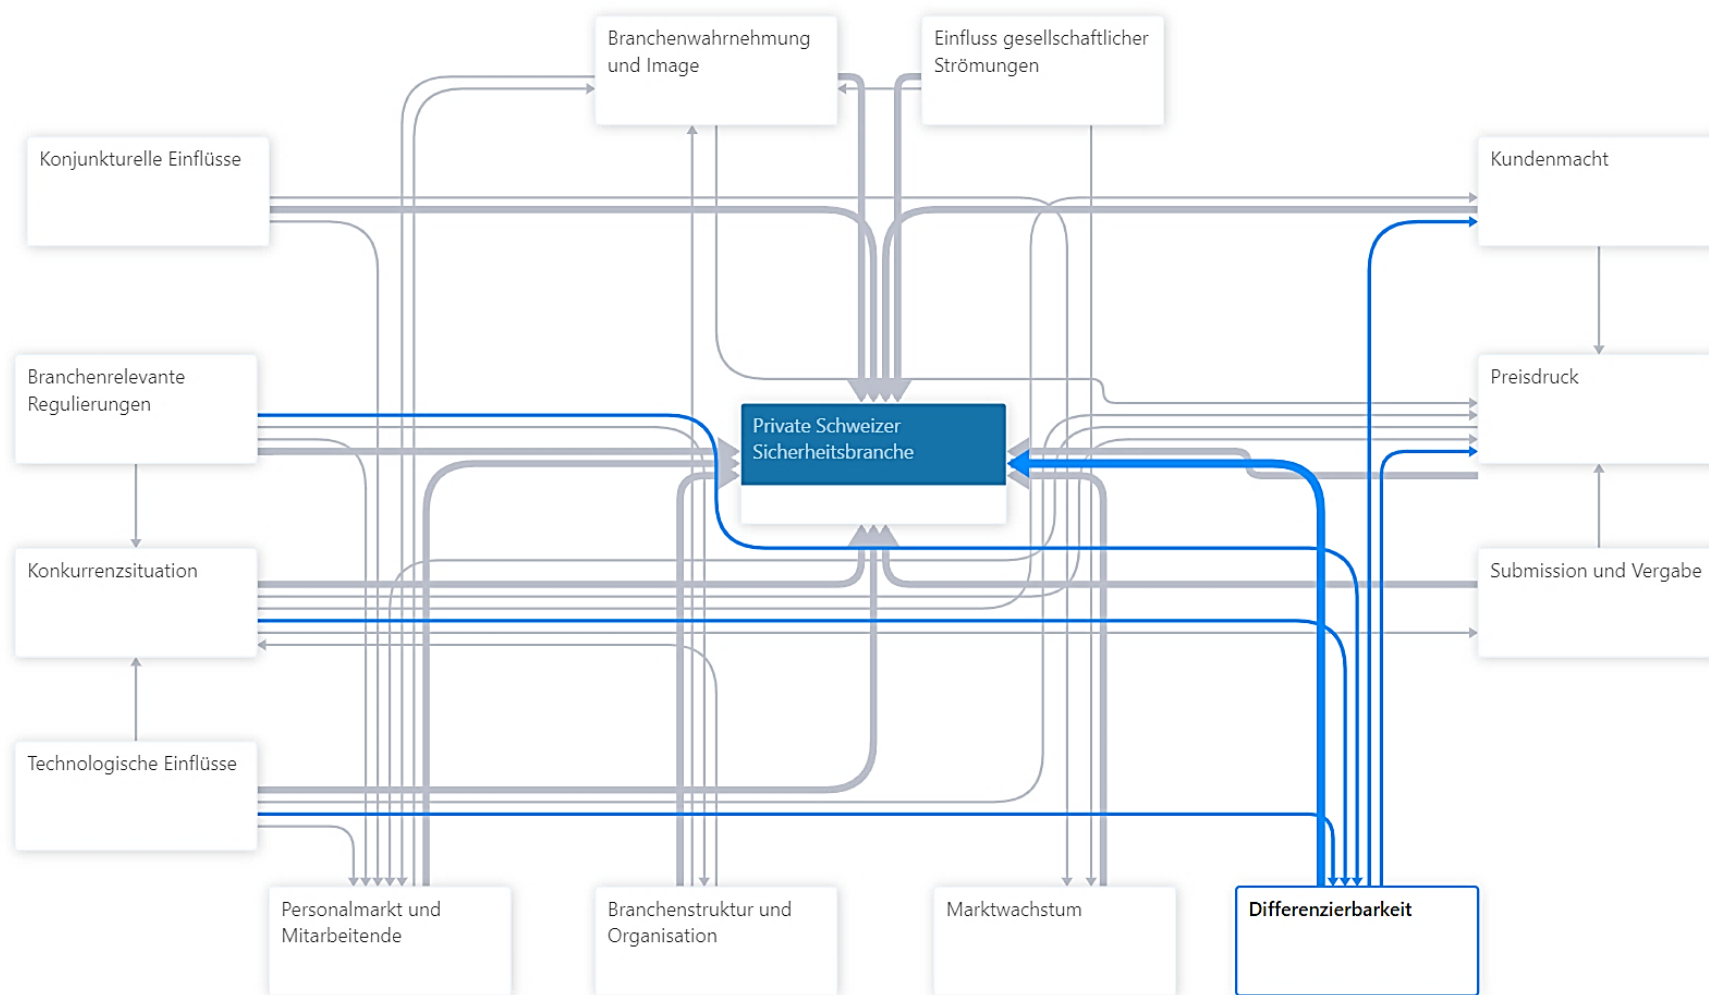 Branchenwahrnehmung
und Image
Einfluss gesellschaftlicher
Strömungen
Konjunkturelle Einflüsse
Kundenmacht
Branchenrelevante
Regulierungen
Preisdruck
Private Schweizer
Sicherheitsbranche
Konkurrenzsituation
Submission und Vergabe
Technologische Einflüsse
Personalmarkt und
Mitarbeitende
Branchenstruktur und
Organisation
Marktwachstum
Differenzierbarkeit